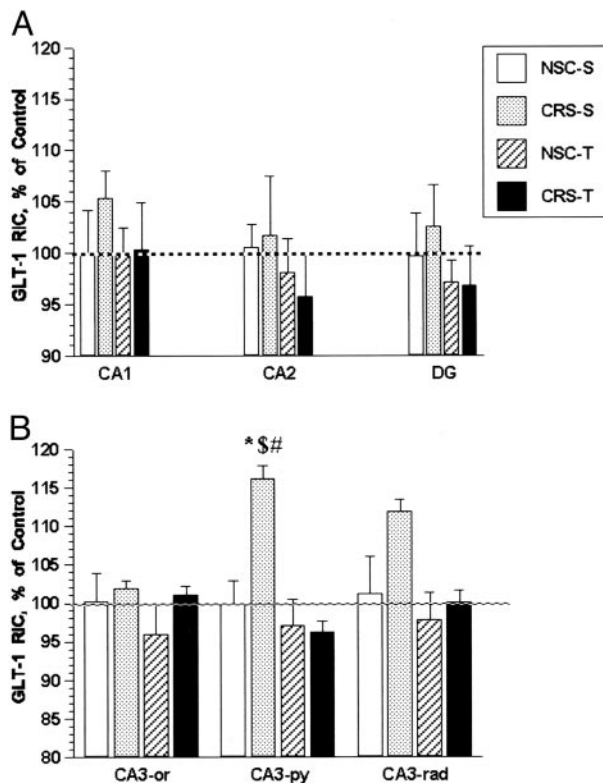 A
120
115
110
105
100
95
90
GLT-1 RIC, % of Control
CA1 CA2 DG
NSC-S
CRS-S
NSC-T
CRS-T
B
120
115
110
105
100
95
90
85
80
GLT-1 RIC, % of Control
*$#
CA3-or CA3-py CA3-rad